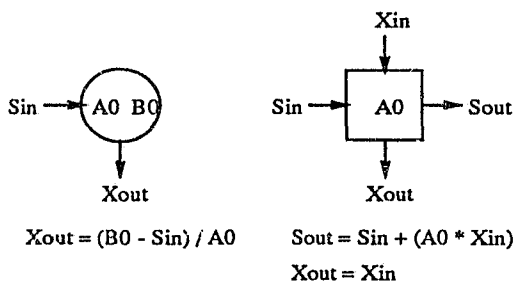 Xin
Sin A0 B0
Sin A0 Sout
Xout
Xout
Xout = (B0 - Sin) / A0
Sout = Sin + (A0 * Xin)
Xout = Xin